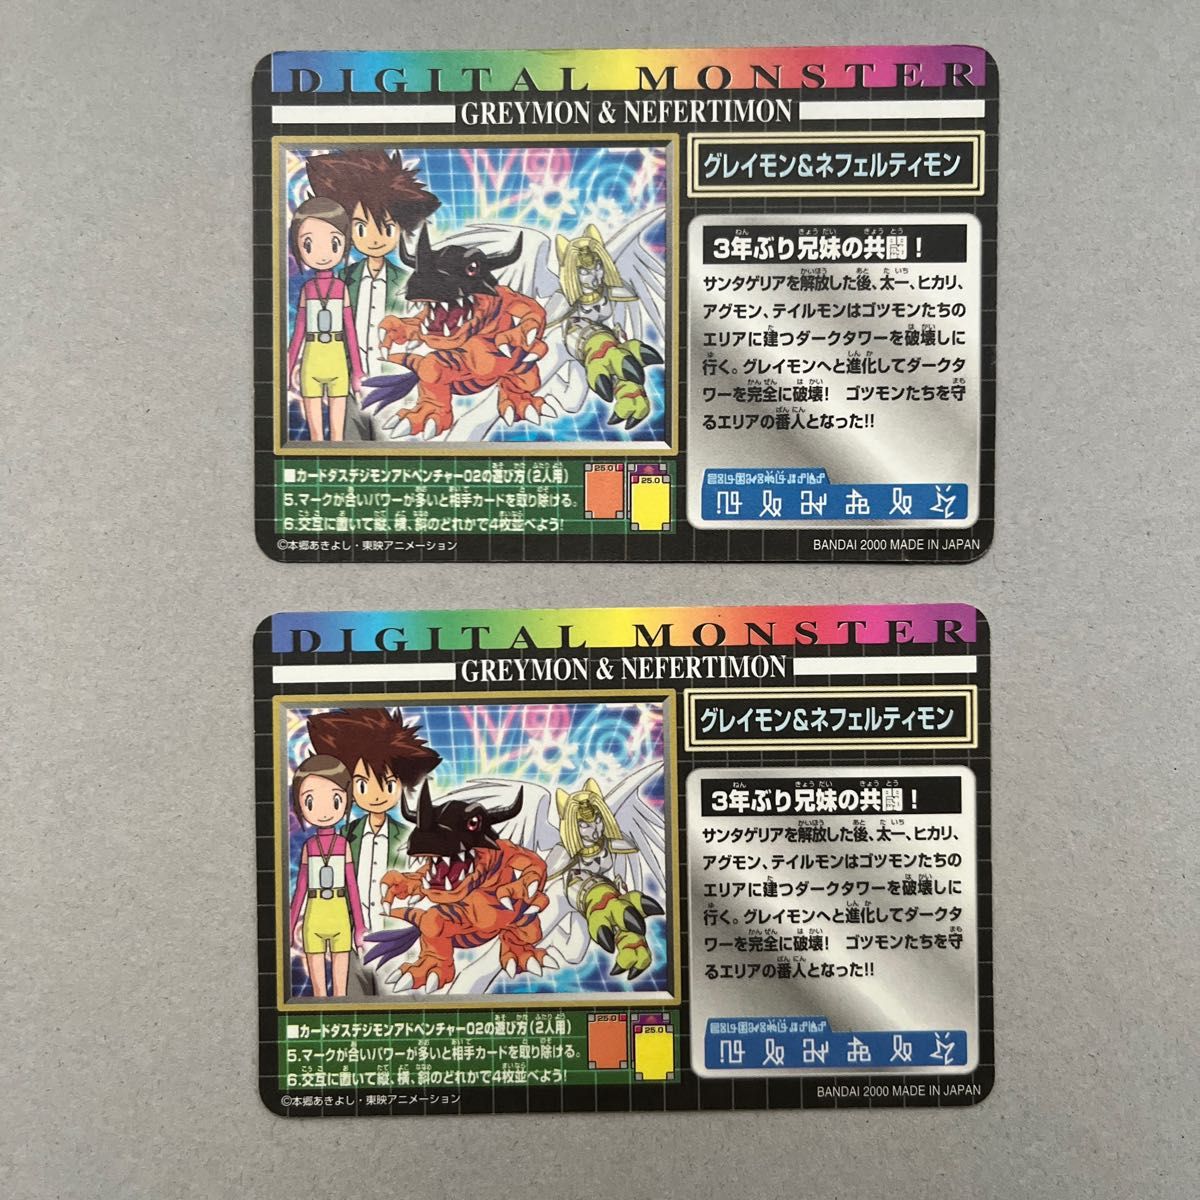 DIGITAL MONSTER
GREYMON & NEFERTIMON
グレイモン&ネフェルティモン
3年ぶり兄妹の共闘!
サンタゲリアを解放した後、太一、ヒカリ、
アグモン、テイルモンはゴツモンたちの
エリアに建つダークタワーを破壊しに
行く。グレイモンへと進化してダークタ
ワーを完全に破壊! ゴツモンたちを守
るエリアの番人となった!!
■カードダスデジモンアドベンチャー02の遊び方(2人用)
5.マークが合いパワーが多いと相手カードを取り除ける。
6.交互に置いて縦、横、斜のどれかで4枚並べよう!
25.0
25.0
©本郷あきよし・東映アニメーション
BANDAI 2000 MADE IN JAPAN
DIGITAL MONSTER
GREYMON & NEFERTIMON
グレイモン&ネフェルティモン
3年ぶり兄妹の共闘!
サンタゲリアを解放した後、太一、ヒカリ、
アグモン、テイルモンはゴツモンたちの
エリアに建つダークタワーを破壊しに
行く。グレイモンへと進化してダークタ
ワーを完全に破壊! ゴツモンたちを守
るエリアの番人となった!!
■カードダスデジモンアドベンチャー02の遊び方(2人用)
5.マークが合いパワーが多いと相手カードを取り除ける。
6.交互に置いて縦、横、斜のどれかで4枚並べよう!
25.0
25.0
©本郷あきよし・東映アニメーション
BANDAI 2000 MADE IN JAPAN